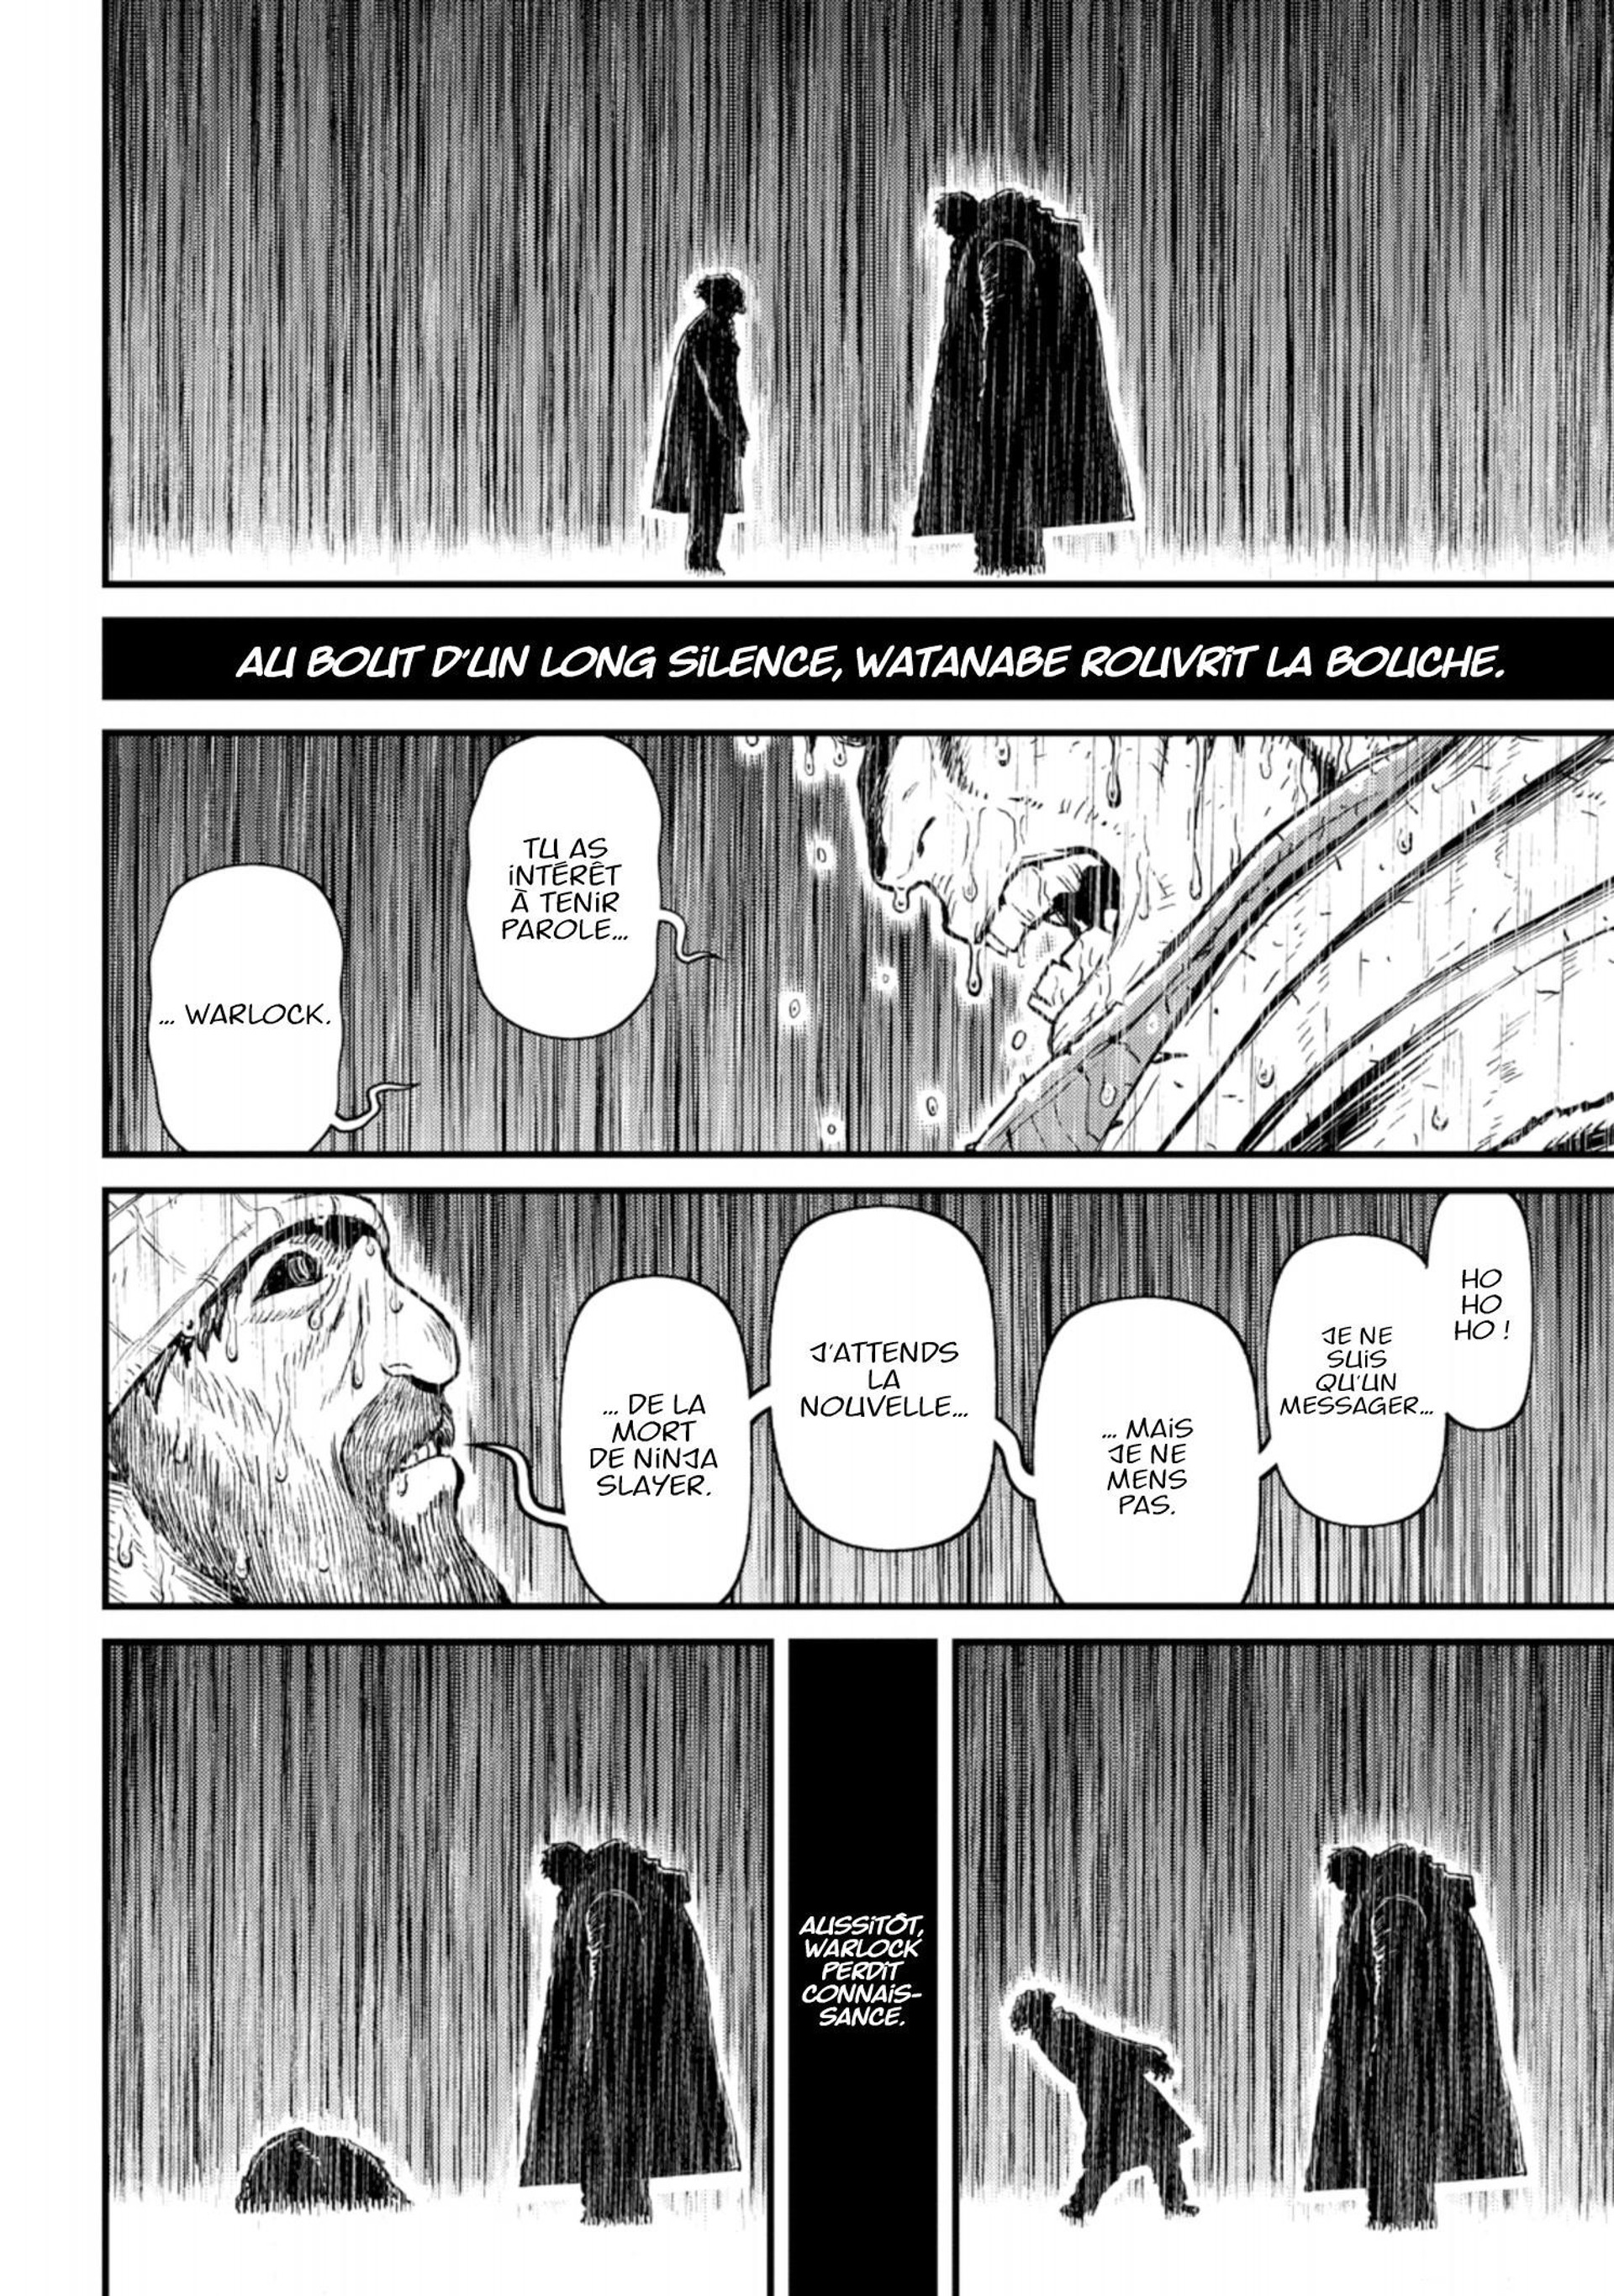 AU BOUT D'UN LONG SILENCE, WATANABE ROUVRIT LA BOUCHE.
TU AS
INTÉRÊT
À TENIR
PAROLE...
... WARLOCK.
HO
HO
HO !
JE NE
SUIS
QU'UN
MESSAGER...
... MAIS
JE NE
MENS
PAS.
J'ATTENDS
LA
NOUVELLE...
... DE LA
MORT
DE NINJA
SLAYER.
AUSSITÔT,
WARLOCK
PERDIT
CONNAIS-
SANCE.